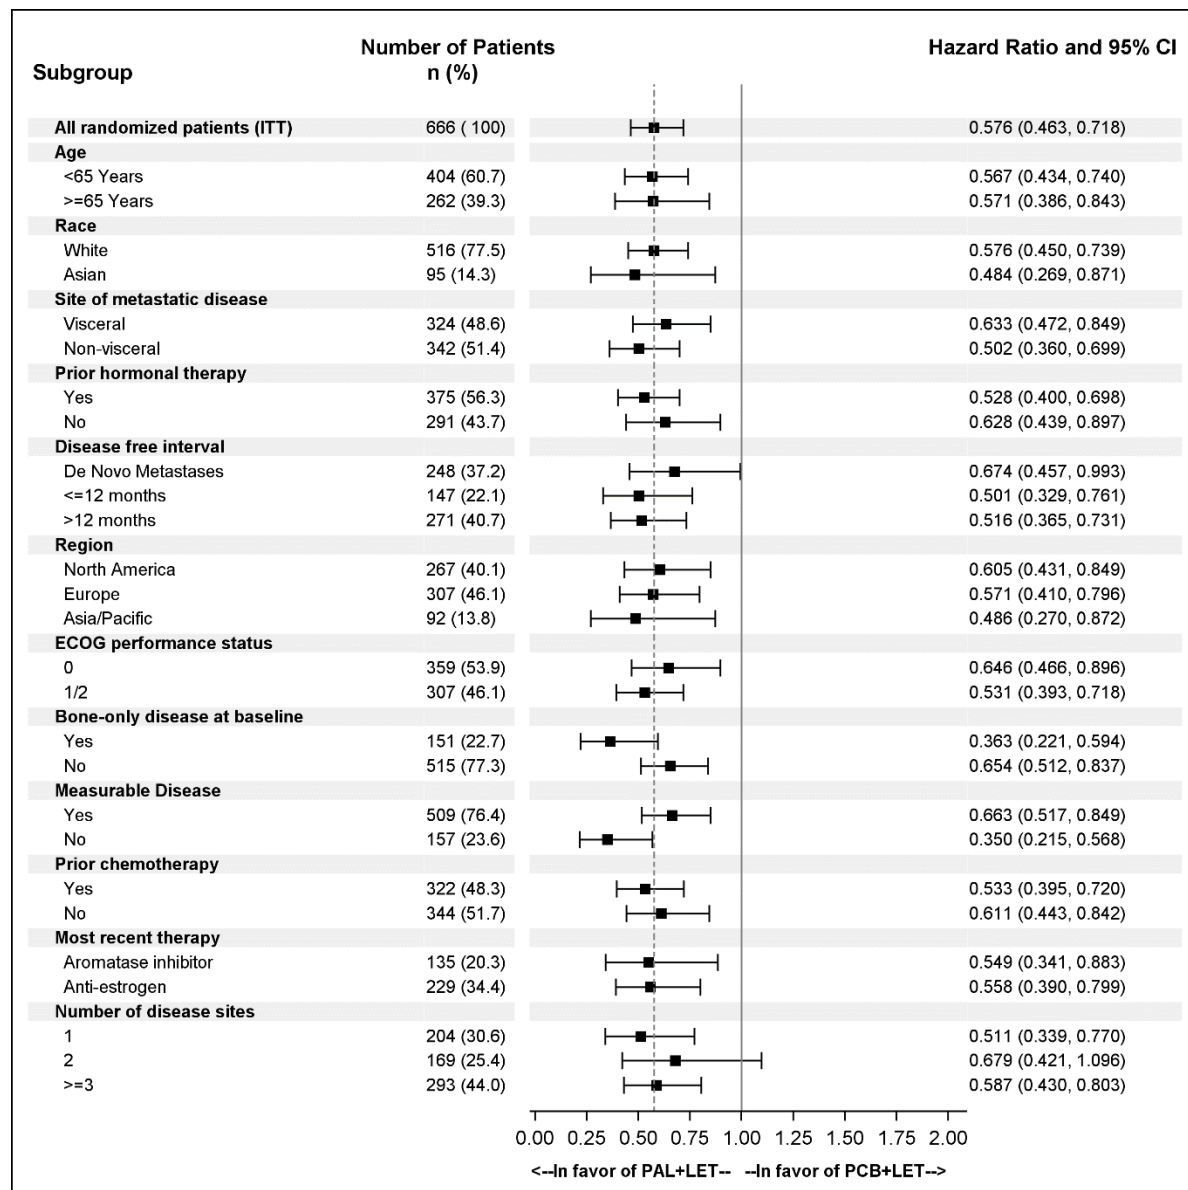 Number of Patients Hazard Ratio and 95% CI
Subgroup n (%)
All randomized patients (ITT) 666 ( 100) 0.576 (0.463, 0.718)
Age
<65 Years 404 (60.7) 0.567 (0.434, 0.740)
>=65 Years 262 (39.3) 0.571 (0.386, 0.843)
Race
White 516 (77.5) 0.576 (0.450, 0.739)
Asian 95 (14.3) 0.484 (0.269, 0.871)
Site of metastatic disease
Visceral 324 (48.6) 0.633 (0.472, 0.849)
Non-visceral 342 (51.4) 0.502 (0.360, 0.699)
Prior hormonal therapy
Yes 375 (56.3) 0.528 (0.400, 0.698)
No 291 (43.7) 0.628 (0.439, 0.897)
Disease free interval
De Novo Metastases 248 (37.2) 0.674 (0.457, 0.993)
<=12 months 147 (22.1) 0.501 (0.329, 0.761)
>12 months 271 (40.7) 0.516 (0.365, 0.731)
Region
North America 267 (40.1) 0.605 (0.431, 0.849)
Europe 307 (46.1) 0.571 (0.410, 0.796)
Asia/Pacific 92 (13.8) 0.486 (0.270, 0.872)
ECOG performance status
0 359 (53.9) 0.646 (0.466, 0.896)
1/2 307 (46.1) 0.531 (0.393, 0.718)
Bone-only disease at baseline
Yes 151 (22.7) 0.363 (0.221, 0.594)
No 515 (77.3) 0.654 (0.512, 0.837)
Measurable Disease
Yes 509 (76.4) 0.663 (0.517, 0.849)
No 157 (23.6) 0.350 (0.215, 0.568)
Prior chemotherapy
Yes 322 (48.3) 0.533 (0.395, 0.720)
No 344 (51.7) 0.611 (0.443, 0.842)
Most recent therapy
Aromatase inhibitor 135 (20.3) 0.549 (0.341, 0.883)
Anti-estrogen 229 (34.4) 0.558 (0.390, 0.799)
Number of disease sites
1 204 (30.6) 0.511 (0.339, 0.770)
2 169 (25.4) 0.679 (0.421, 1.096)
>=3 293 (44.0) 0.587 (0.430, 0.803)
0.00 0.25 0.50 0.75 1.00 1.25 1.50 1.75 2.00
<--In favor of PAL+LET-- --In favor of PCB+LET-->